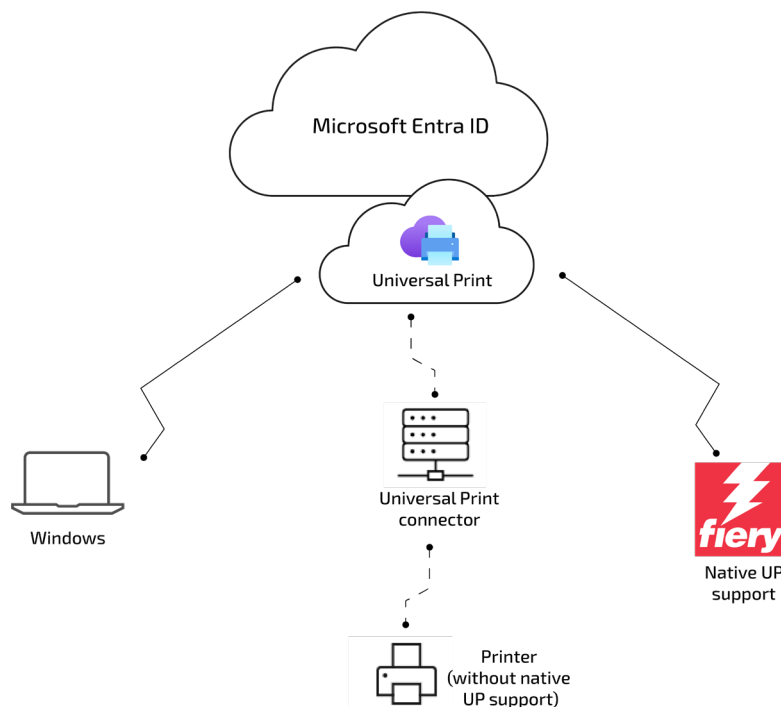 Microsoft Entra ID
Universal Print
Universal Print
connector
Windows
fiery
Native UP
support
Printer
(without native
UP support)